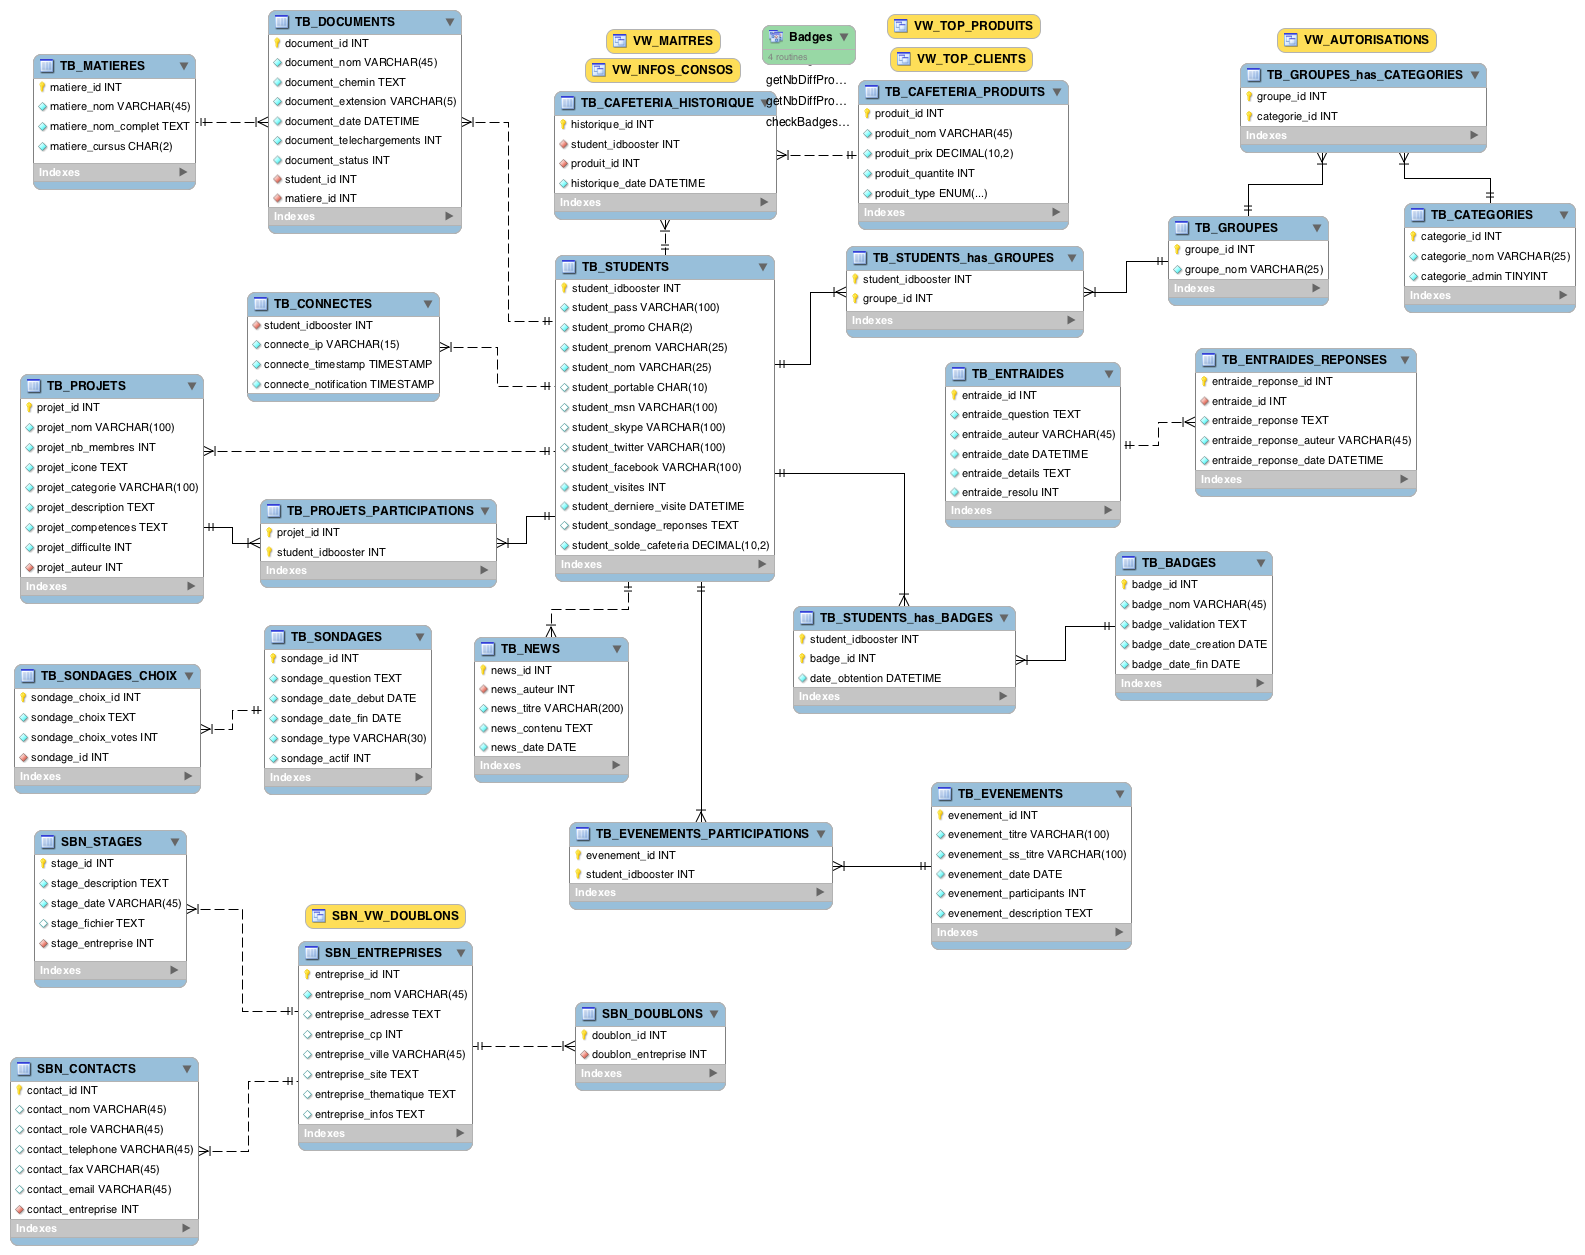 TB_DOCUMENTS
document_id INT
document_nom VARCHAR(45)
document_chemin TEXT
document_extension VARCHAR(5)
document_date DATETIME
document_telechargements INT
document_status INT
student_id INT
matiere_id INT
Indexes
TB_MATIERES
matiere_id INT
matiere_nom VARCHAR(45)
matiere_nom_complet TEXT
matiere_cursus CHAR(2)
Indexes
VW_MAITRES
VW_INFOS_CONSOS
Badges
4 routines
getNbDiffPro...
getNbDiffPro...
checkBadges...
VW_TOP_PRODUITS
VW_TOP_CLIENTS
VW_AUTORISATIONS
TB_CAFETERIA_HISTORIQUE
historique_id INT
student_idbooster INT
produit_id INT
historique_date DATETIME
Indexes
TB_CAFETERIA_PRODUITS
produit_id INT
produit_nom VARCHAR(45)
produit_prix DECIMAL(10,2)
produit_quantite INT
produit_type ENUM(...)
Indexes
TB_GROUPES_has_CATEGORIES
groupe_id INT
categorie_id INT
Indexes
TB_GROUPES
groupe_id INT
groupe_nom VARCHAR(25)
Indexes
TB_CATEGORIES
categorie_id INT
categorie_nom VARCHAR(25)
categorie_admin TINYINT
Indexes
TB_STUDENTS
student_idbooster INT
student_pass VARCHAR(100)
student_promo CHAR(2)
student_prenom VARCHAR(25)
student_nom VARCHAR(25)
student_portable CHAR(10)
student_msn VARCHAR(100)
student_skype VARCHAR(100)
student_twitter VARCHAR(100)
student_facebook VARCHAR(100)
student_visites INT
student_derniere_visite DATETIME
student_sondage_reponses TEXT
student_solde_cafeteria DECIMAL(10,2)
Indexes
TB_STUDENTS_has_GROUPES
student_idbooster INT
groupe_id INT
Indexes
TB_CONNECTES
student_idbooster INT
connecte_ip VARCHAR(15)
connecte_timestamp TIMESTAMP
connecte_notification TIMESTAMP
TB_PROJETS
projet_id INT
projet_nom VARCHAR(100)
projet_nb_membres INT
projet_icone TEXT
projet_categorie VARCHAR(100)
projet_description TEXT
projet_competences TEXT
projet_difficulte INT
projet_auteur INT
Indexes
TB_PROJETS_PARTICIPATIONS
projet_id INT
student_idbooster INT
Indexes
TB_ENTRAIDES
entraide_id INT
entraide_question TEXT
entraide_auteur VARCHAR(45)
entraide_date DATETIME
entraide_details TEXT
entraide_resolu INT
Indexes
TB_ENTRAIDES_REPONSES
entraide_reponse_id INT
entraide_id INT
entraide_reponse TEXT
entraide_reponse_auteur VARCHAR(45)
entraide_reponse_date DATETIME
Indexes
TB_BADGES
badge_id INT
badge_nom VARCHAR(45)
badge_validation TEXT
badge_date_creation DATE
badge_date_fin DATE
Indexes
TB_STUDENTS_has_BADGES
student_idbooster INT
badge_id INT
date_obtention DATETIME
Indexes
TB_SONDAGES
sondage_id INT
sondage_question TEXT
sondage_date_debut DATE
sondage_date_fin DATE
sondage_type VARCHAR(30)
sondage_actif INT
Indexes
TB_SONDAGES_CHOIX
sondage_choix_id INT
sondage_choix TEXT
sondage_choix_votes INT
sondage_id INT
Indexes
TB_NEWS
news_id INT
news_auteur INT
news_titre VARCHAR(200)
news_contenu TEXT
news_date DATE
Indexes
TB_EVENEMENTS_PARTICIPATIONS
evenement_id INT
student_idbooster INT
Indexes
TB_EVENEMENTS
evenement_id INT
evenement_titre VARCHAR(100)
evenement_ss_titre VARCHAR(100)
evenement_date DATE
evenement_participants INT
evenement_description TEXT
Indexes
SBN_STAGES
stage_id INT
stage_description TEXT
stage_date VARCHAR(45)
stage_fichier TEXT
stage_entreprise INT
Indexes
SBN_VW_DOUBLONS
SBN_ENTREPRISES
entreprise_id INT
entreprise_nom VARCHAR(45)
entreprise_adresse TEXT
entreprise_cp INT
entreprise_ville VARCHAR(45)
entreprise_site TEXT
entreprise_thematique TEXT
entreprise_infos TEXT
Indexes
SBN_DOUBLONS
doublon_id INT
doublon_entreprise INT
Indexes
SBN_CONTACTS
contact_id INT
contact_nom VARCHAR(45)
contact_role VARCHAR(45)
contact_telephone VARCHAR(45)
contact_fax VARCHAR(45)
contact_email VARCHAR(45)
contact_entreprise INT
Indexes